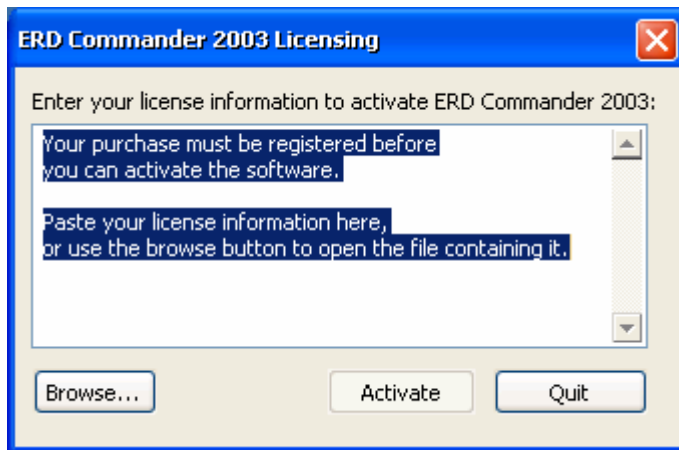 ERD Commander 2003 Licensing
Enter your license information to activate ERD Commander 2003:
Your purchase must be registered before
you can activate the software.
Paste your license information here,
or use the browse button to open the file containing it.
Browse... Activate Quit